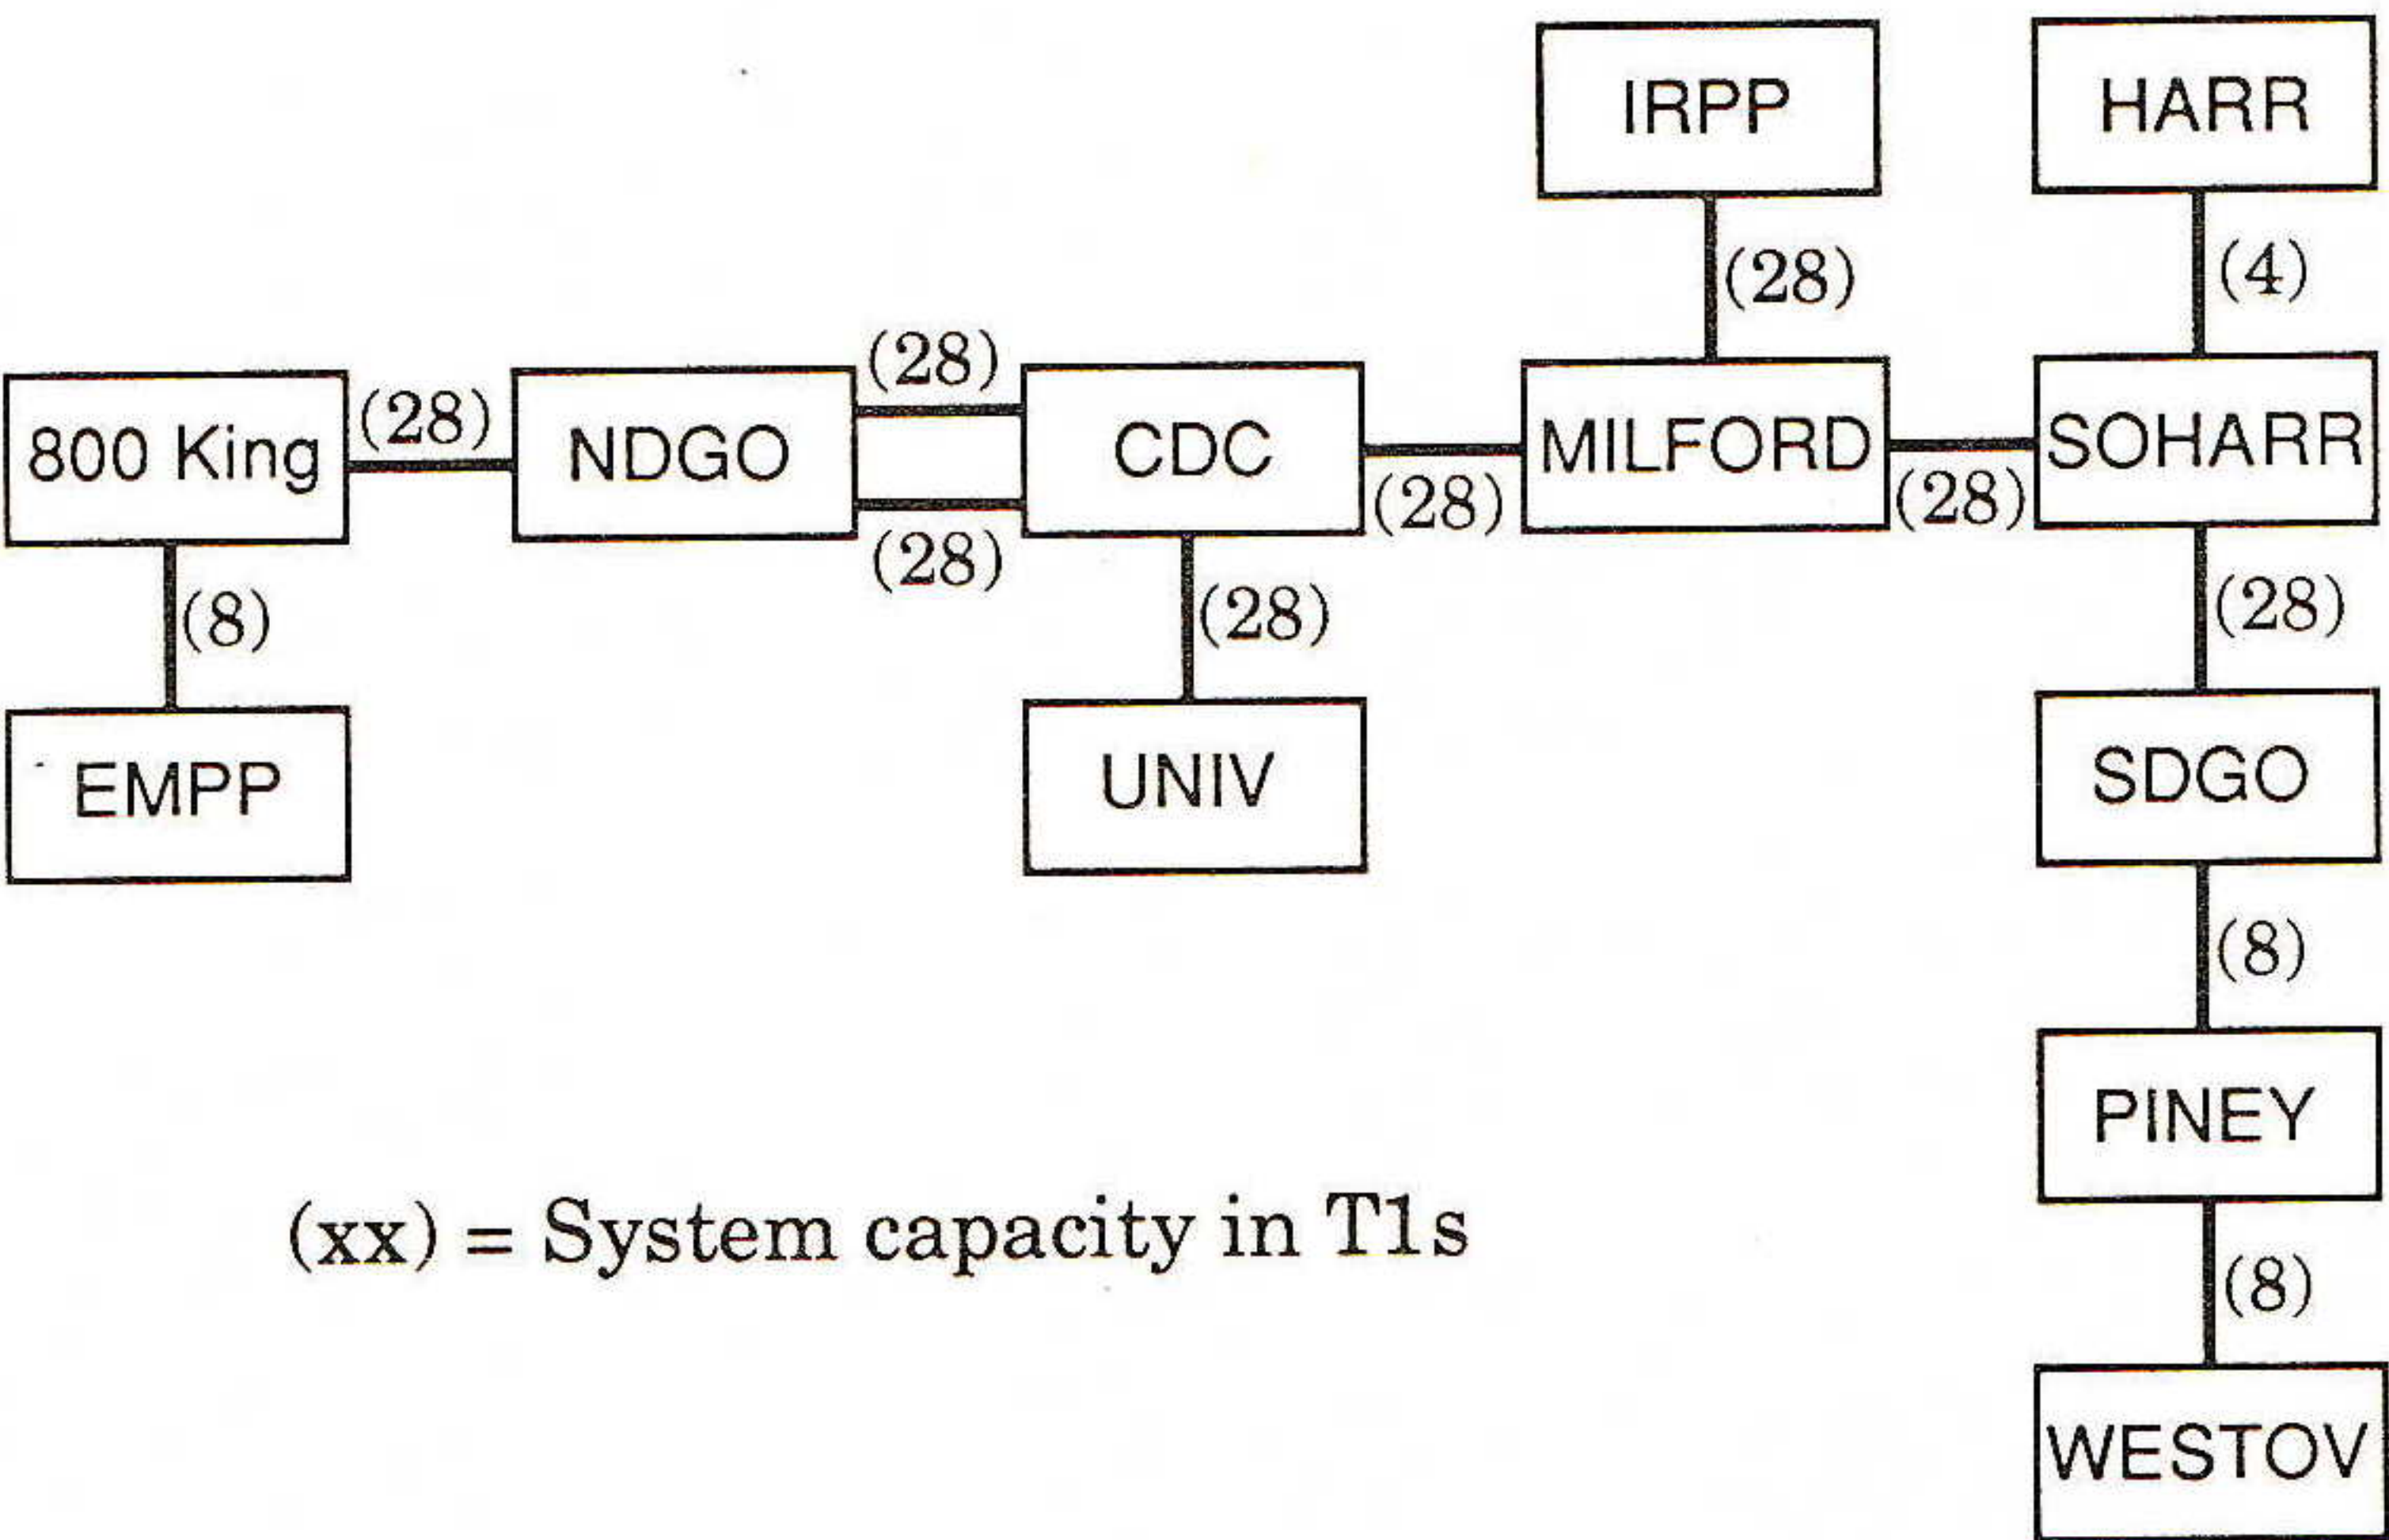 IRPP
HARR
(28)
(4)
800 King
(28)
NDGO
(28)
(28)
CDC
(28)
MILFORD
(28)
SOHARR
(8)
(28)
(28)
EMPP
UNIV
SDGO
(8)
PINEY
(xx) = System capacity in T1s
(8)
WESTOV